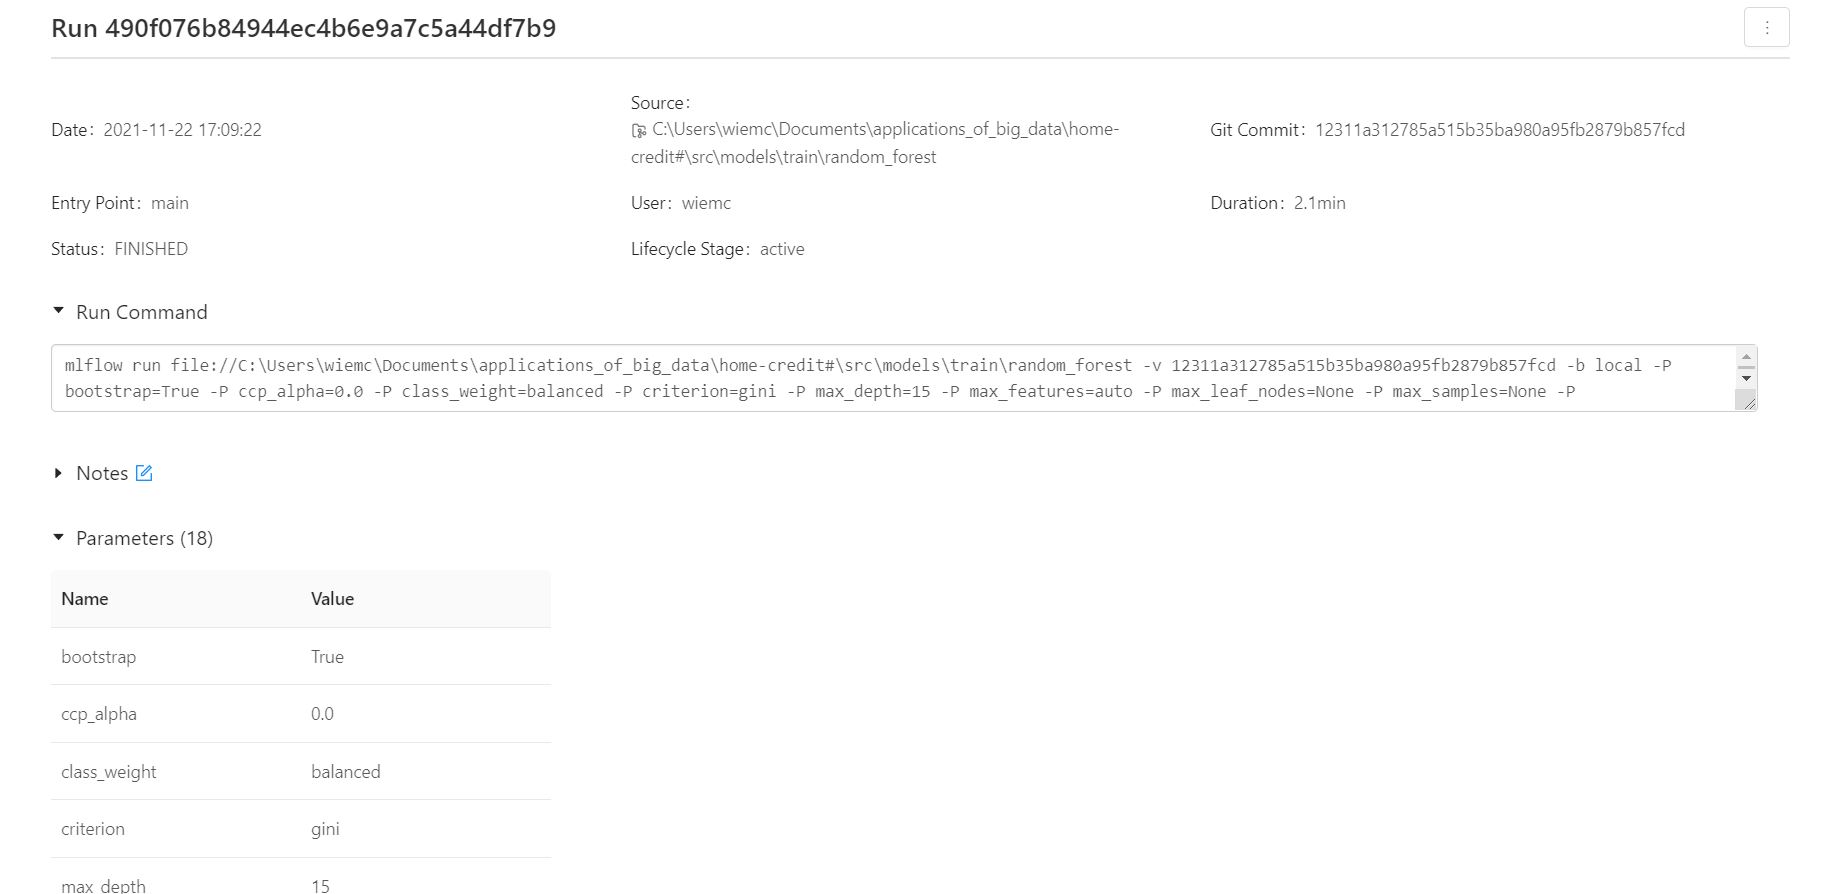 Run 490f076b84944ec4b6e9a7c5a44df7b9
Date: 2021-11-22 17:09:22
Source:
C:\Users\wiemc\Documents\applications_of_big_data\home-
credit#\src\models\train\random_forest
Git Commit: 12311a312785a515b35ba980a95fb2879b857fcd
Entry Point: main
User: wiemc
Duration: 2.1min
Status: FINISHED
Lifecycle Stage: active
Run Command
mlflow run file://C:\Users\wiemc\Documents\applications_of_big_data\home-credit#\src\models\train\random_forest -v 12311a312785a515b35ba980a95fb2879b857fcd -b local -P
bootstrap=True -P ccp_alpha=0.0 -P class_weight=balanced -P criterion=gini -P max_depth=15 -P max_features=auto -P max_leaf_nodes=None -P max_samples=None -P
Notes
Parameters (18)
Name Value
bootstrap True
ccp_alpha 0.0
class_weight balanced
criterion gini
max_depth 15